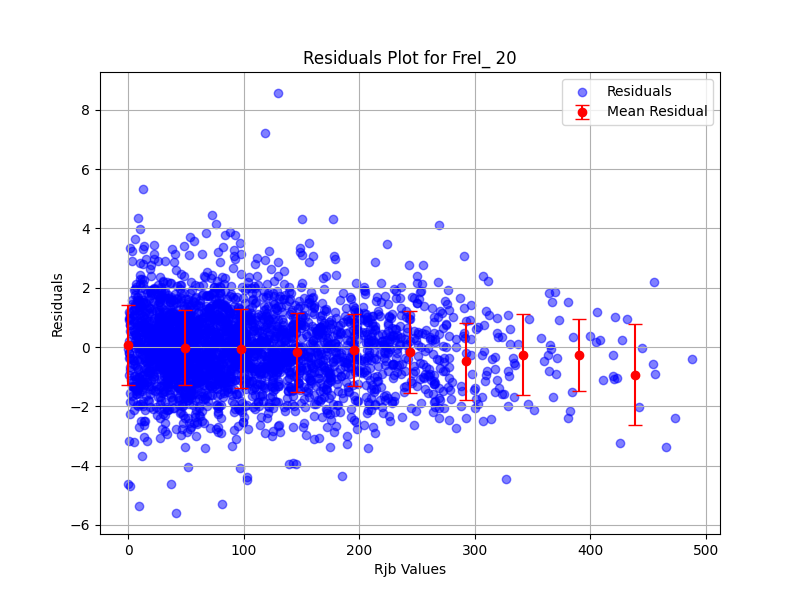 Residuals Plot for FreI_ 20
Residuals
Mean Residual
8
6
4
2
0
−2
−4
−6
Residuals
0 100 200 300 400 500
Rjb Values